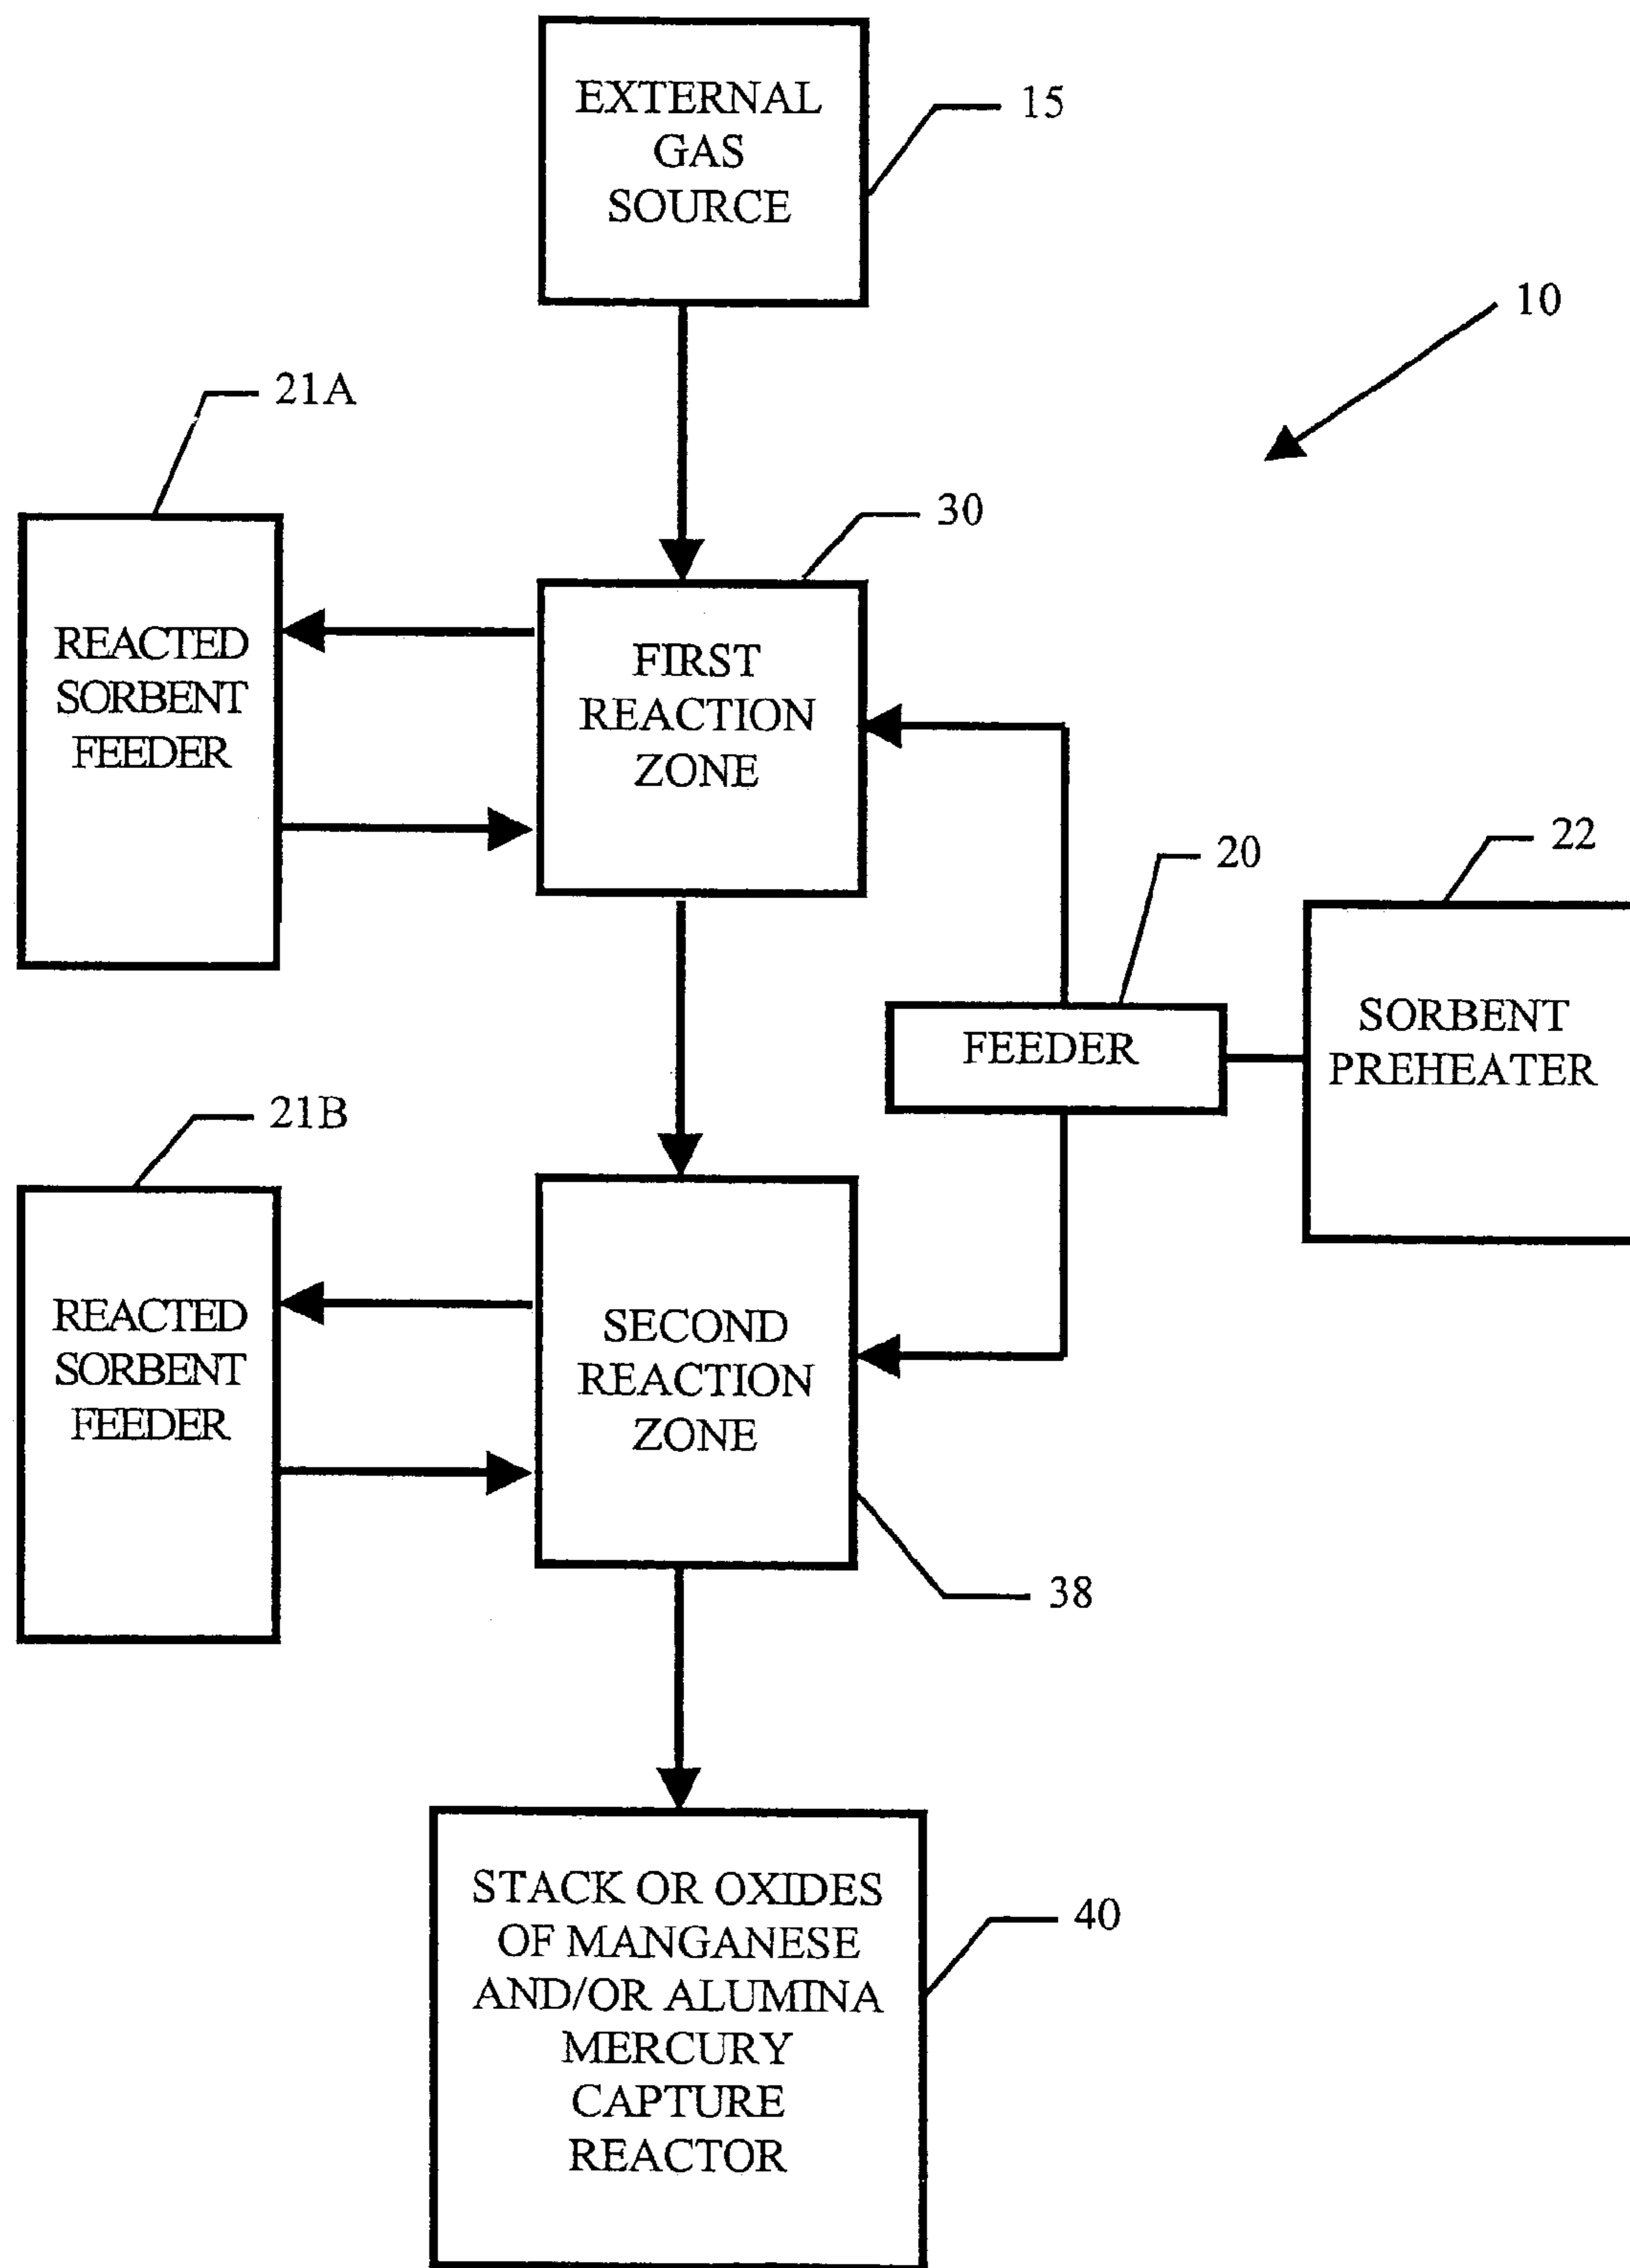 EXTERNAL
GAS
SOURCE
15
10
21A
30
REACTED
SORBENT
FEEDER
FIRST
REACTION
ZONE
20
22
FEEDER
SORBENT
PREHEATER
21B
REACTED
SORBENT
FEEDER
SECOND
REACTION
ZONE
38
STACK OR OXIDES
OF MANGANESE
AND/OR ALUMINA
MERCURY
CAPTURE
REACTOR
40